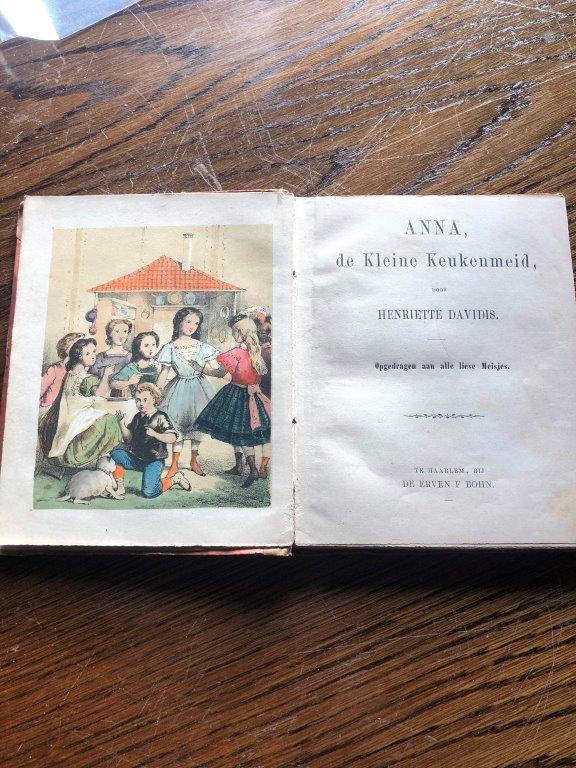 ANNA,
de Kleine Keukenmeid,
DOOR
HENRIETTE DAVIDIS.
Opgedragen aan alle lieve Meisjes.
TE HAARLEM, BIJ
DE ERVEN F BOHN.